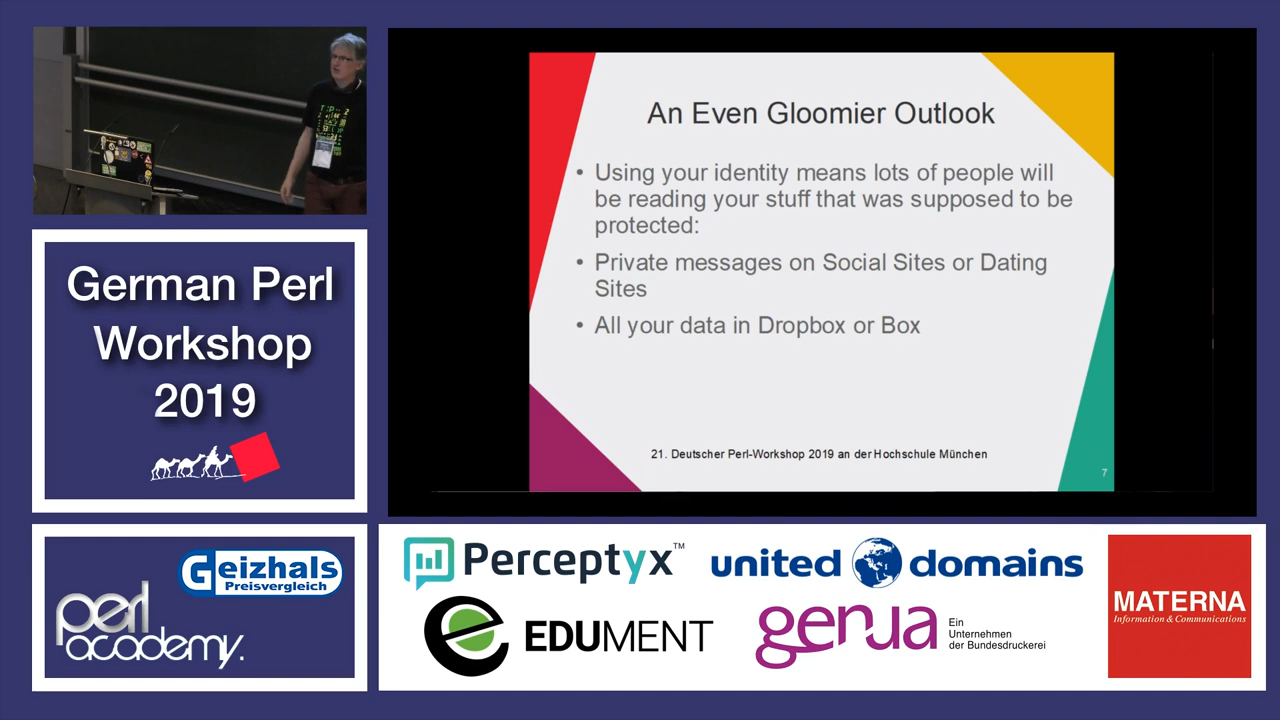 An Even Gloomier Outlook
• Using your identity means lots of people will
be reading your stuff that was supposed to be
protected:
• Private messages on Social Sites or Dating
Sites
• All your data in Dropbox or Box
21. Deutscher Perl-Workshop 2019 an der Hochschule München
7
German Perl
Workshop
2019
Geizhals
Preisvergleich
perl
academy.
Perceptyx™
united domains
EDUMENT
genua
Ein
Unternehmen
der Bundesdruckerei
MATERNA
Information & Communications